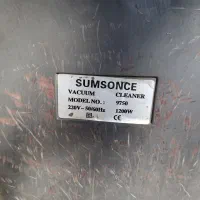 SUMSONCE
VACUUM CLEANER
MODEL NO.: 9750
220V~50/60Hz 1200W
CE